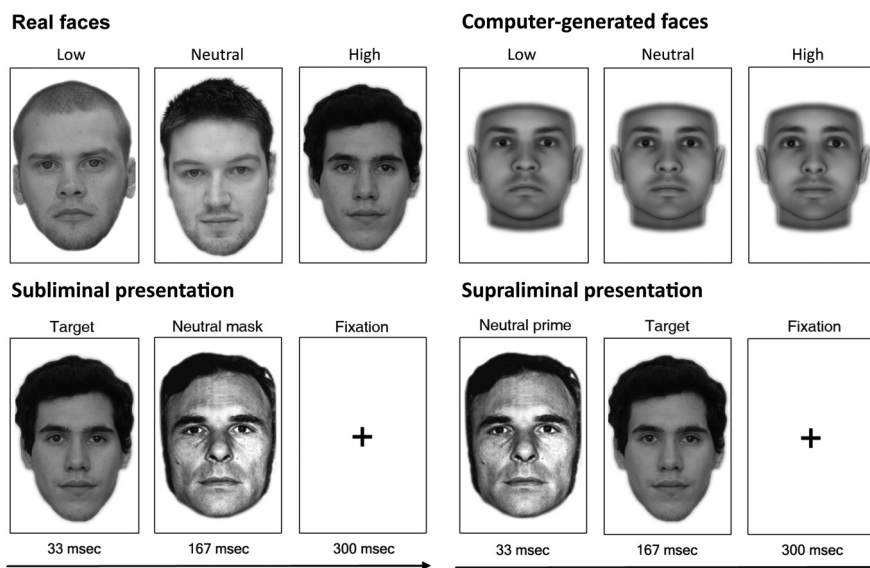 Real faces
Computer-generated faces
Low Neutral High
Low Neutral High
Subliminal presentation
Supraliminal presentation
Target Neutral mask Fixation
Neutral prime Target Fixation
+
+
33 msec 167 msec 300 msec
33 msec 167 msec 300 msec